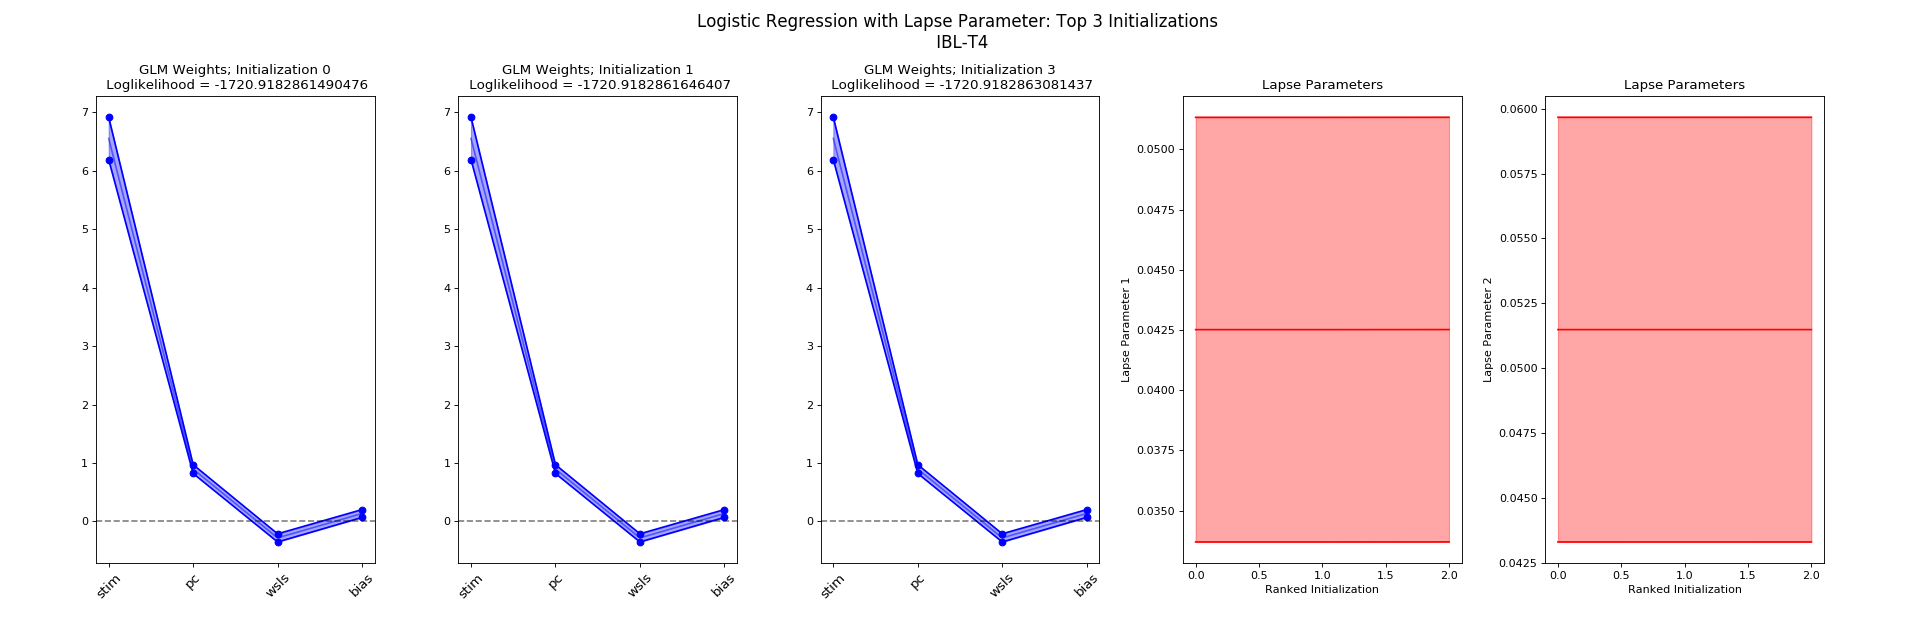 Logistic Regression with Lapse Parameter: Top 3 Initializations
IBL-T4
GLM Weights; Initialization 0
Loglikelihood = -1720.9182861490476
7
6
5
4
3
2
1
0
stim
pc
wsls
bias
GLM Weights; Initialization 1
Loglikelihood = -1720.9182861646407
7
6
5
4
3
2
1
0
stim
pc
wsls
bias
GLM Weights; Initialization 3
Loglikelihood = -1720.9182863081437
7
6
5
4
3
2
1
0
stim
pc
wsls
bias
Lapse Parameters
Lapse Parameter 1
0.0500
0.0475
0.0450
0.0425
0.0400
0.0375
0.0350
0.0
0.5
1.0
1.5
2.0
Ranked Initialization
Lapse Parameters
Lapse Parameter 2
0.0600
0.0575
0.0550
0.0525
0.0500
0.0475
0.0450
0.0425
0.0
0.5
1.0
1.5
2.0
Ranked Initialization